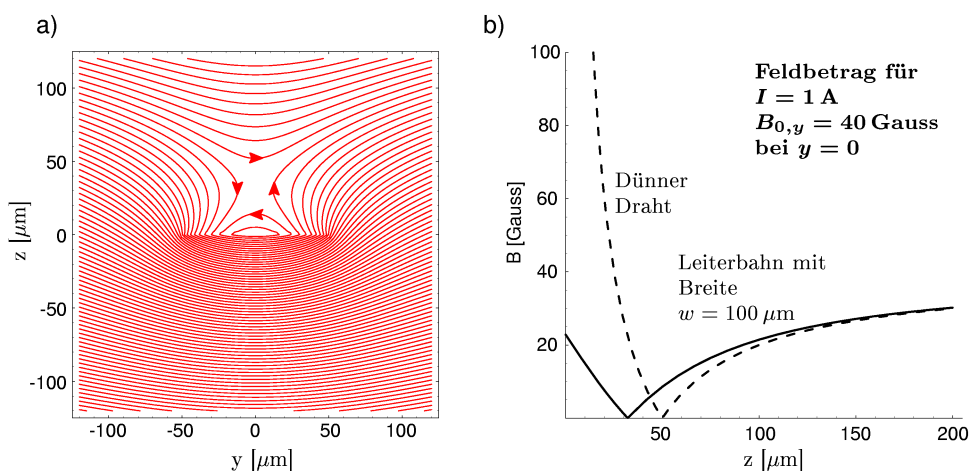 a)
100
50
0
-50
-100
z [µm]
-100 -50 0 50 100
y [µm]
b)
100
80
60
40
20
B [Gauss]
Feldbetrag für
I = 1 A
B₀,y = 40 Gauss
bei y = 0
Dünner
Draht
Leiterbahn mit
Breite
w = 100 µm
50 100 150 200
z [µm]